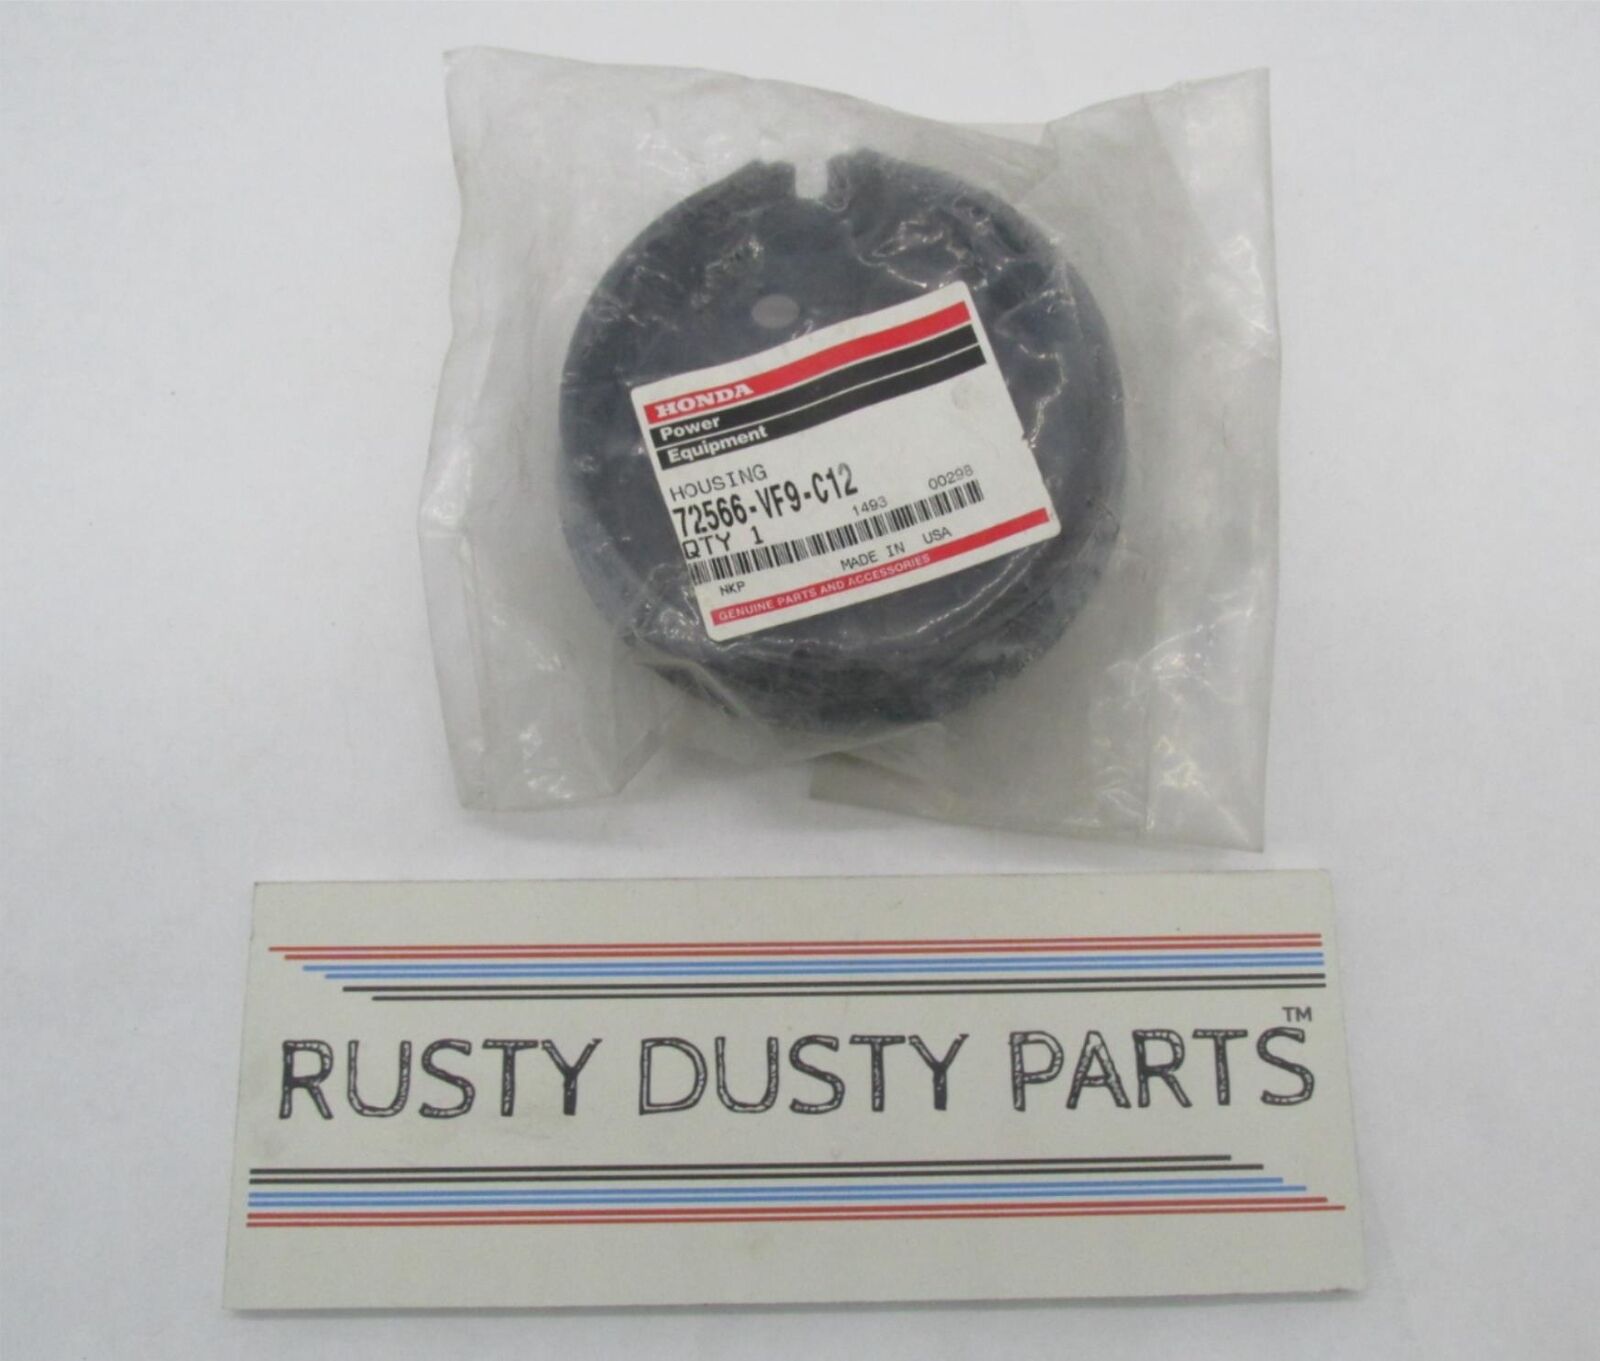 HONDA
Power
Equipment
HOUSING
72566-VF9-C12
QTY 1 1493 00298
NKP MADE IN USA
GENUINE PARTS AND ACCESSORIES
RUSTY DUSTY PARTS™